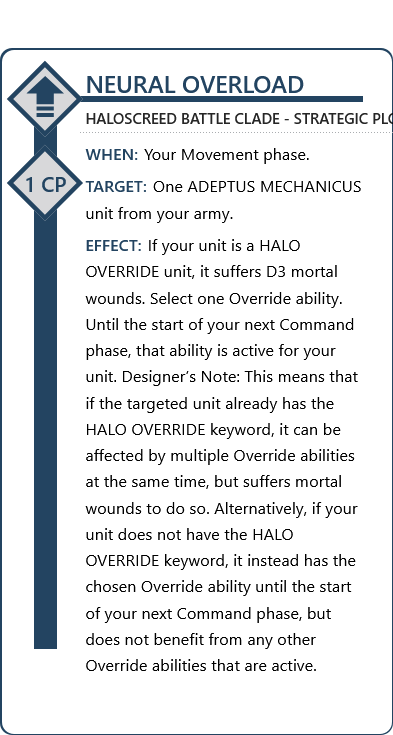 NEURAL OVERLOAD
HALOSCREED BATTLE CLADE - STRATEGIC
WHEN: Your Movement phase.
1 CP
TARGET: One ADEPTUS MECHANICUS
unit from your army.
EFFECT: If your unit is a HALO
OVERRIDE unit, it suffers D3 mortal
wounds. Select one Override ability.
Until the start of your next Command
phase, that ability is active for your
unit. Designer’s Note: This means that
if the targeted unit already has the
HALO OVERRIDE keyword, it can be
affected by multiple Override abilities
at the same time, but suffers mortal
wounds to do so. Alternatively, if your
unit does not have the HALO
OVERRIDE keyword, it instead has the
chosen Override ability until the start
of your next Command phase, but
does not benefit from any other
Override abilities that are active.